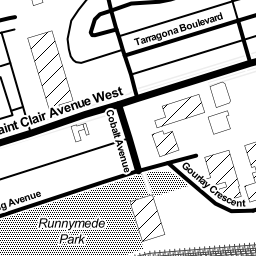 Tarragona Boulevard
aint Clair Avenue West
Cobalt Avenue
Gourlay Crescent
g Avenue
Runnymede
Park